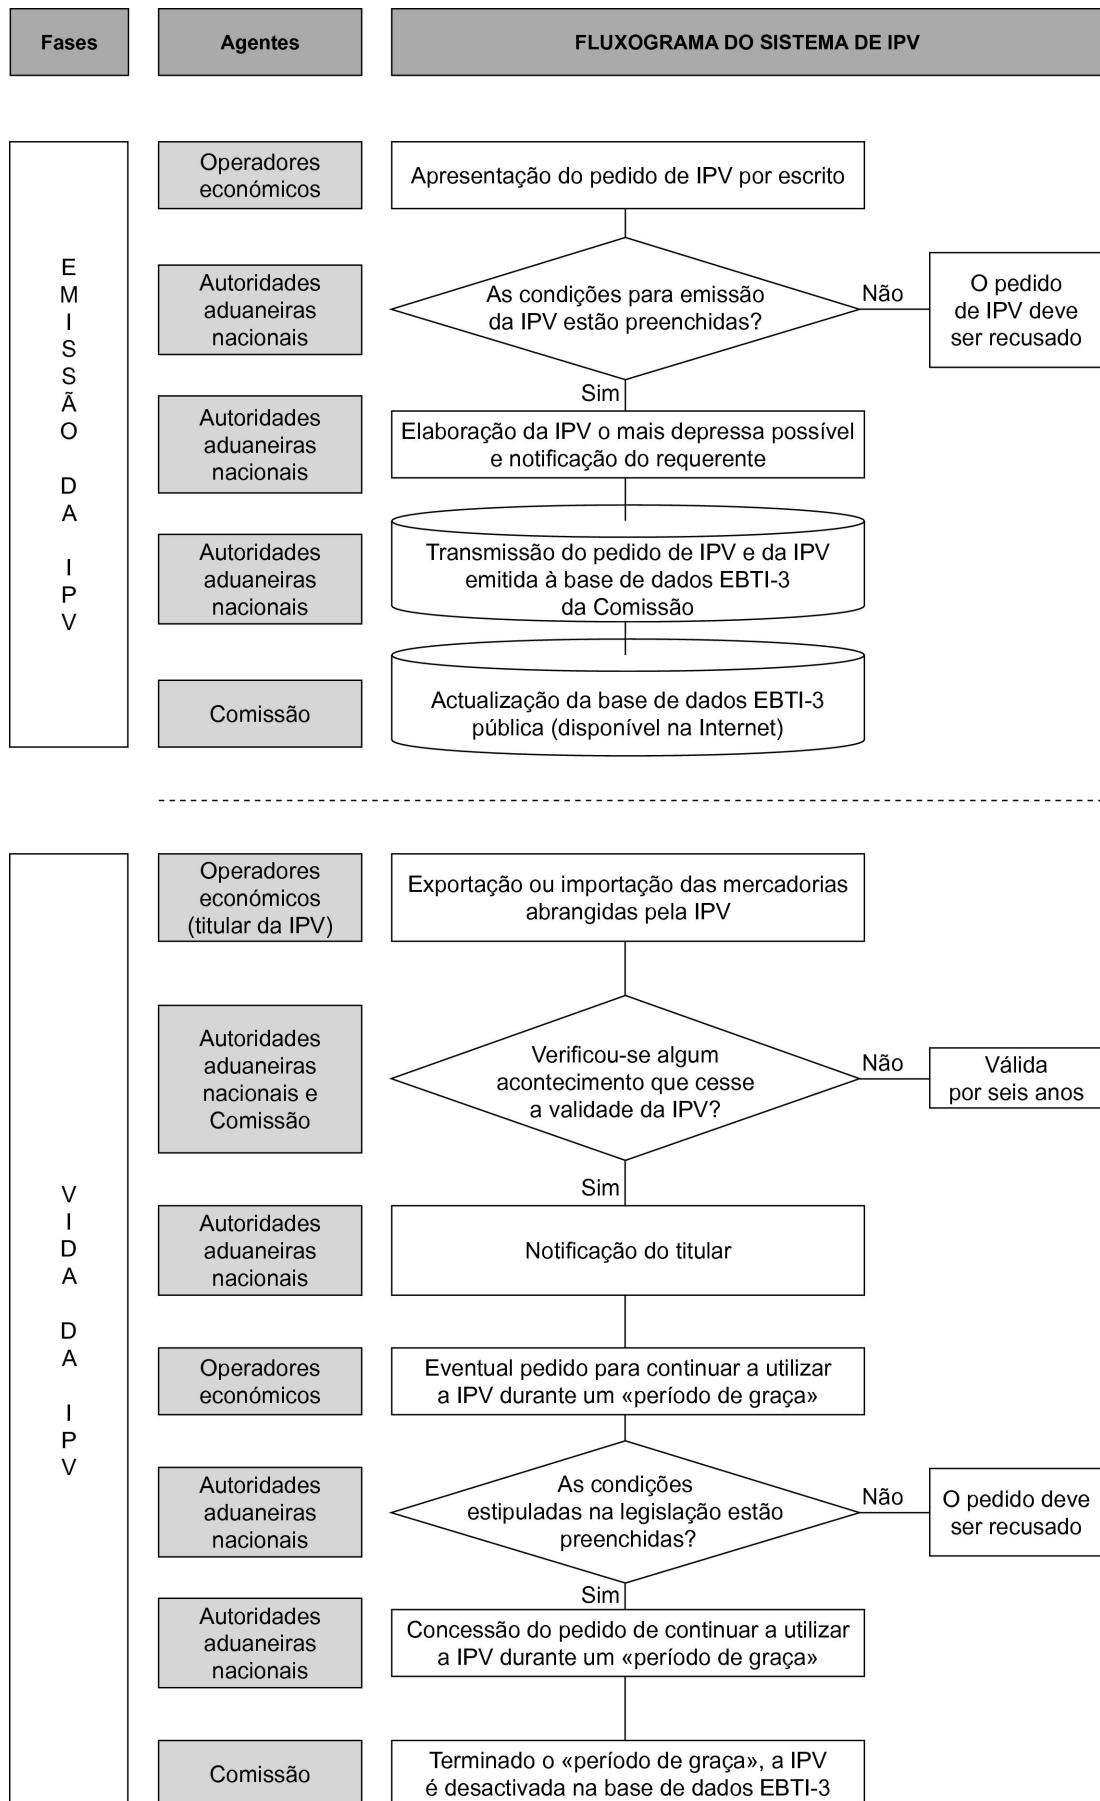 Fases
Agentes
FLUXOGRAMA DO SISTEMA DE IPV
EMISSÃO DA IPV
Operadores
económicos
Apresentação do pedido de IPV por escrito
Autoridades
aduaneiras
nacionais
As condições para emissão
da IPV estão preenchidas?
Não
O pedido
de IPV deve
ser recusado
Sim
Autoridades
aduaneiras
nacionais
Elaboração da IPV o mais depressa possível
e notificação do requerente
Autoridades
aduaneiras
nacionais
Transmissão do pedido de IPV e da IPV
emitida à base de dados EBTI-3
da Comissão
Comissão
Actualização da base de dados EBTI-3
pública (disponível na Internet)
VIDA DA IPV
Operadores
económicos
(titular da IPV)
Exportação ou importação das mercadorias
abrangidas pela IPV
Autoridades
aduaneiras
nacionais e
Comissão
Verificou-se algum
acontecimento que cesse
a validade da IPV?
Não
Válida
por seis anos
Sim
Autoridades
aduaneiras
nacionais
Notificação do titular
Operadores
económicos
Eventual pedido para continuar a utilizar
a IPV durante um «período de graça»
Autoridades
aduaneiras
nacionais
As condições
estipuladas na legislação estão
preenchidas?
Não
O pedido deve
ser recusado
Sim
Autoridades
aduaneiras
nacionais
Concessão do pedido de continuar a utilizar
a IPV durante um «período de graça»
Comissão
Terminado o «período de graça», a IPV
é desactivada na base de dados EBTI-3